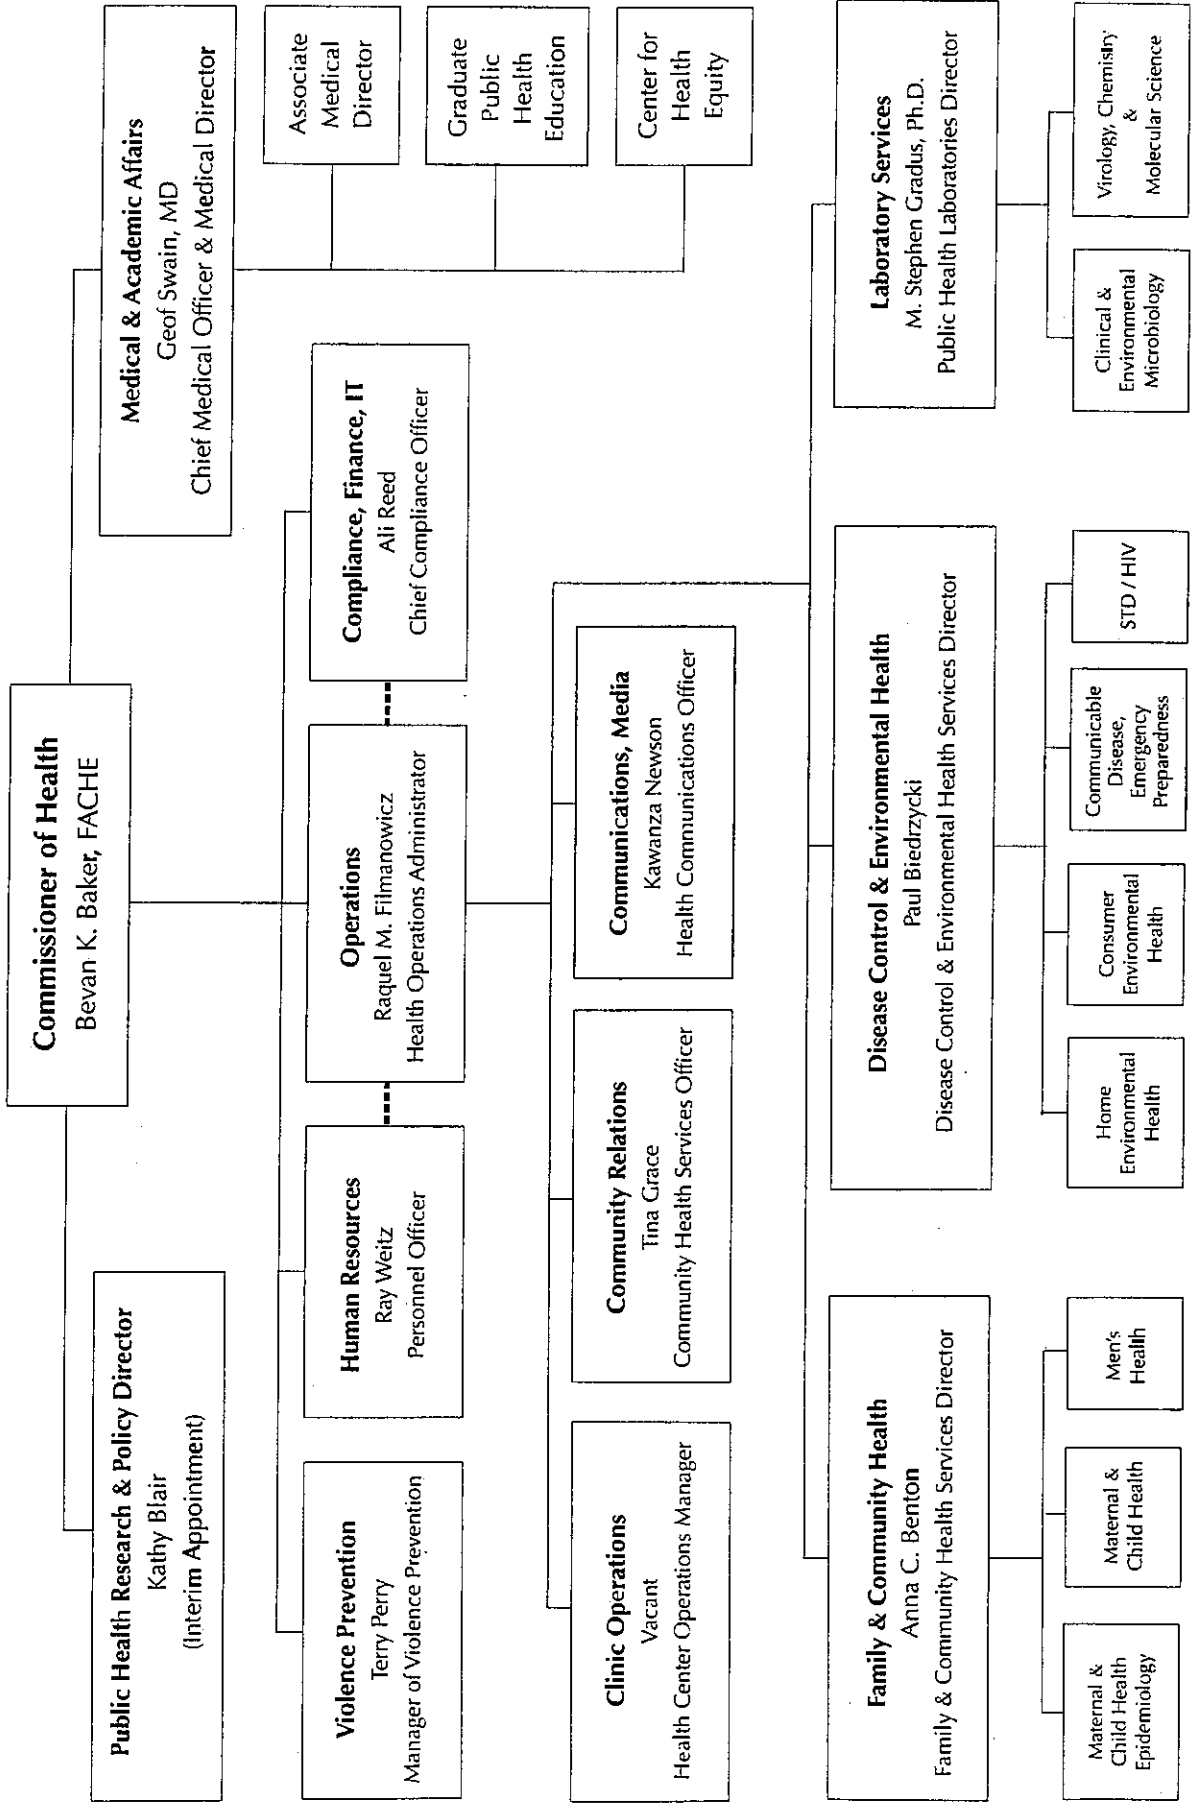 Commissioner of Health
Bevan K. Baker, FACHE
Public Health Research & Policy Director
Kathy Blair
(Interim Appointment)
Medical & Academic Affairs
Geof Swain, MD
Chief Medical Officer & Medical Director
Associate
Medical
Director
Graduate
Public
Health
Education
Center for
Health
Equity
Violence Prevention
Terry Perry
Manager of Violence Prevention
Human Resources
Ray Weitz
Personnel Officer
Operations
Raquel M. Filmanowicz
Health Operations Administrator
Compliance, Finance, IT
Ali Reed
Chief Compliance Officer
Clinic Operations
Vacant
Health Center Operations Manager
Community Relations
Tina Grace
Community Health Services Officer
Communications, Media
Kawanza Newson
Health Communications Officer
Family & Community Health
Anna C. Benton
Family & Community Health Services Director
Disease Control & Environmental Health
Paul Biedrzycki
Disease Control & Environmental Health Services Director
Laboratory Services
M. Stephen Gradus, Ph.D.
Public Health Laboratories Director
Maternal &
Child Health
Epidemiology
Maternal &
Child Health
Men's
Health
Home
Environmental
Health
Consumer
Environmental
Health
Communicable
Disease,
Emergency
Preparedness
STD / HIV
Clinical &
Environmental
Microbiology
Virology, Chemistry
&
Molecular Science